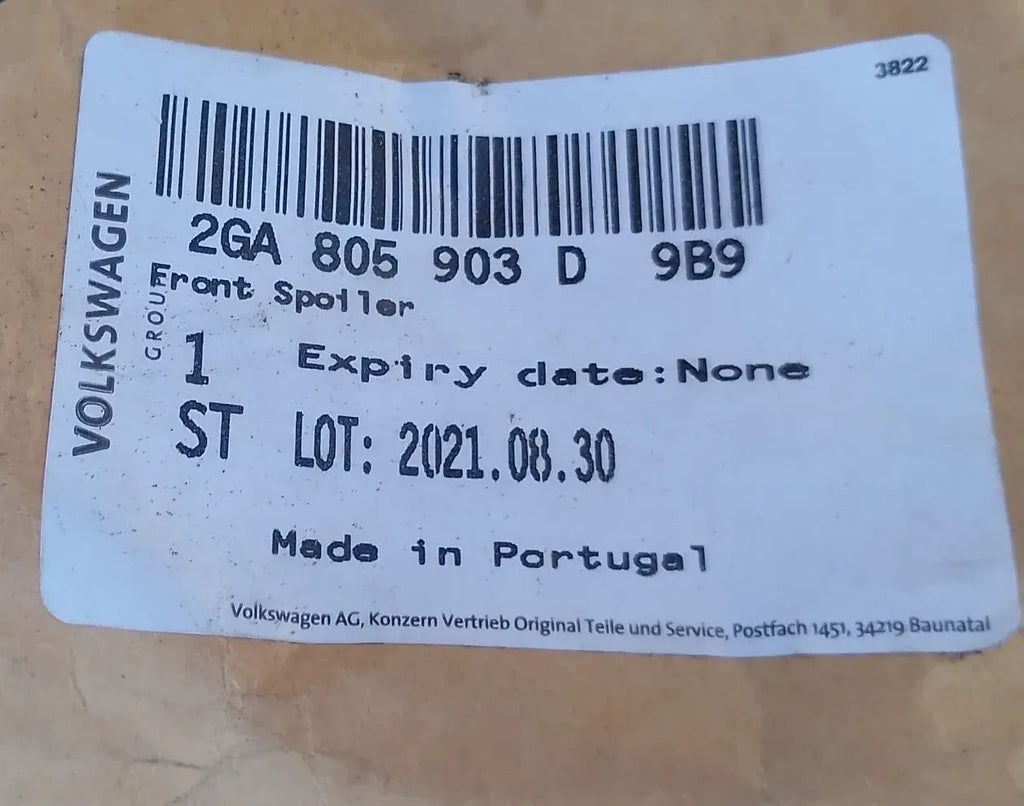 3822
2GA 805 903 D 9B9
Front Spoiler
1 Expiry date:None
ST LOT: 2021.08.30
Made in Portugal
Volkswagen AG, Konzern Vertrieb Original Teile und Service, Postfach 1451, 34219 Baunatal
VOLKSWAGEN
GROUP